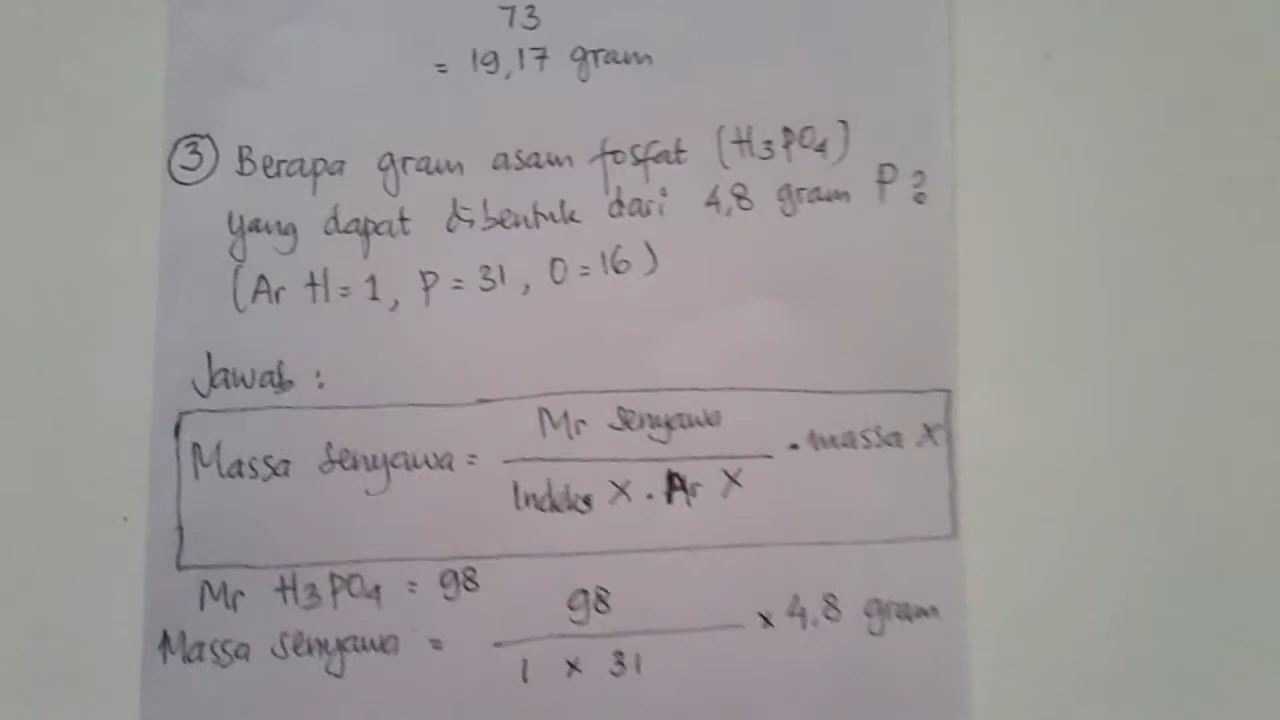 73
= 19,17 gram
③ Berapa gram asam fosfat (H3PO4)
yang dapat dibentuk dari 4,8 gram P?
(Ar H = 1, P = 31, O = 16)
Jawab :
Massa senyawa = Mr senyawa . massa X
Indeks X . Ar X
Mr H3PO4 = 98
Massa senyawa = 98 x 4,8 gram
1 x 31